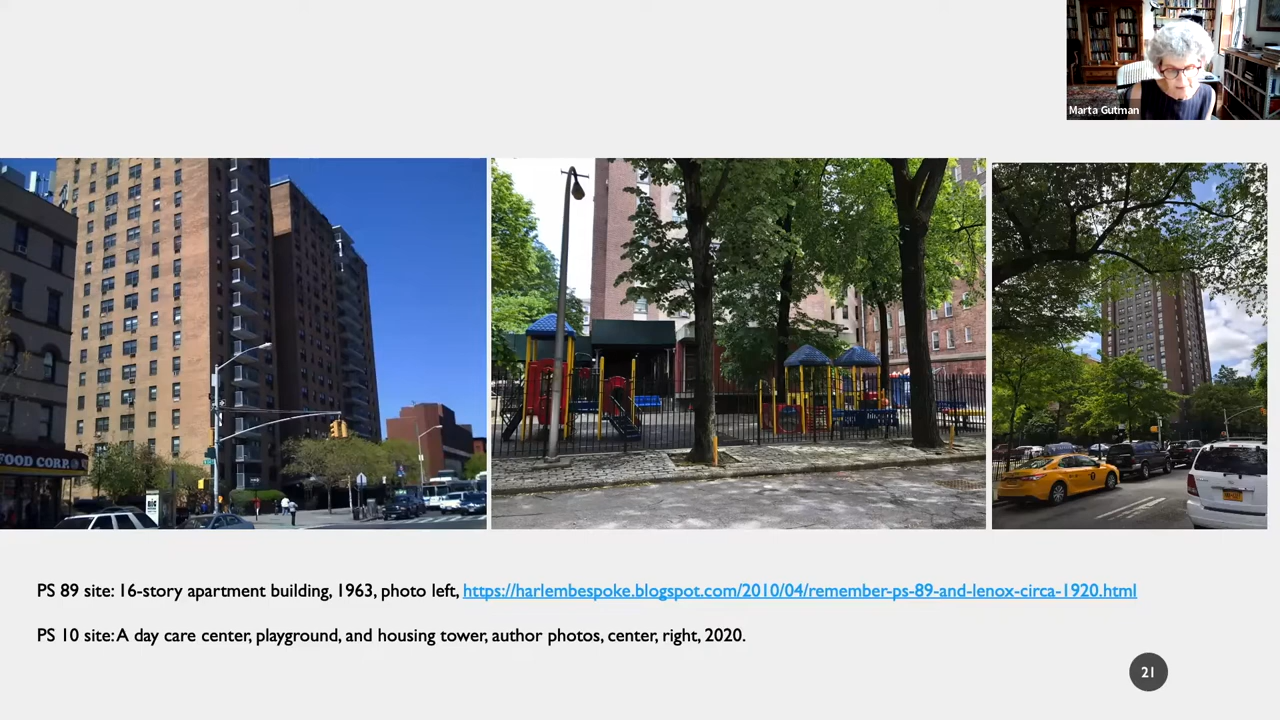 Marta Gutman
FOOD CORP.
PS 89 site: 16-story apartment building, 1963, photo left, https://harlembespoke.blogspot.com/2010/04/remember-ps-89-and-lenox-circa-1920.html
PS 10 site: A day care center, playground, and housing tower, author photos, center, right, 2020.
21